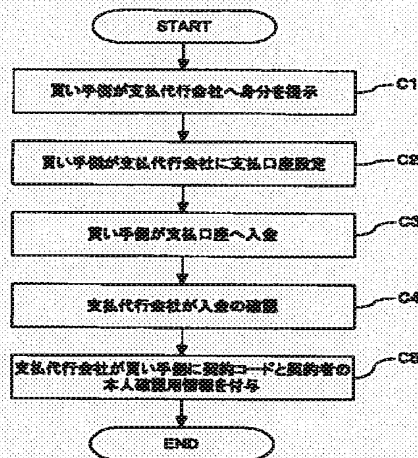 START
買い手側が支払代行会社へ身分を提示
C1
買い手側が支払代行会社に支払口座設定
C2
買い手側が支払口座へ入金
C3
支払代行会社が入金の確認
C4
支払代行会社が買い手側に契約コードと契約者の
本人確認用情報を付与
C5
END